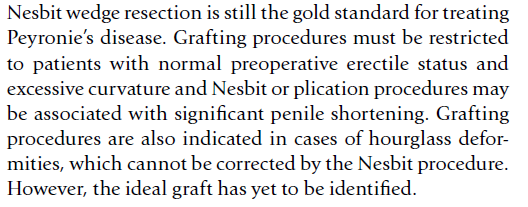 Nesbit wedge resection is still the gold standard for treating
Peyronie's disease. Grafting procedures must be restricted
to patients with normal preoperative erectile status and
excessive curvature and Nesbit or plication procedures may
be associated with significant penile shortening. Grafting
procedures are also indicated in cases of hourglass defor-
mities, which cannot be corrected by the Nesbit procedure.
However, the ideal graft has yet to be identified.